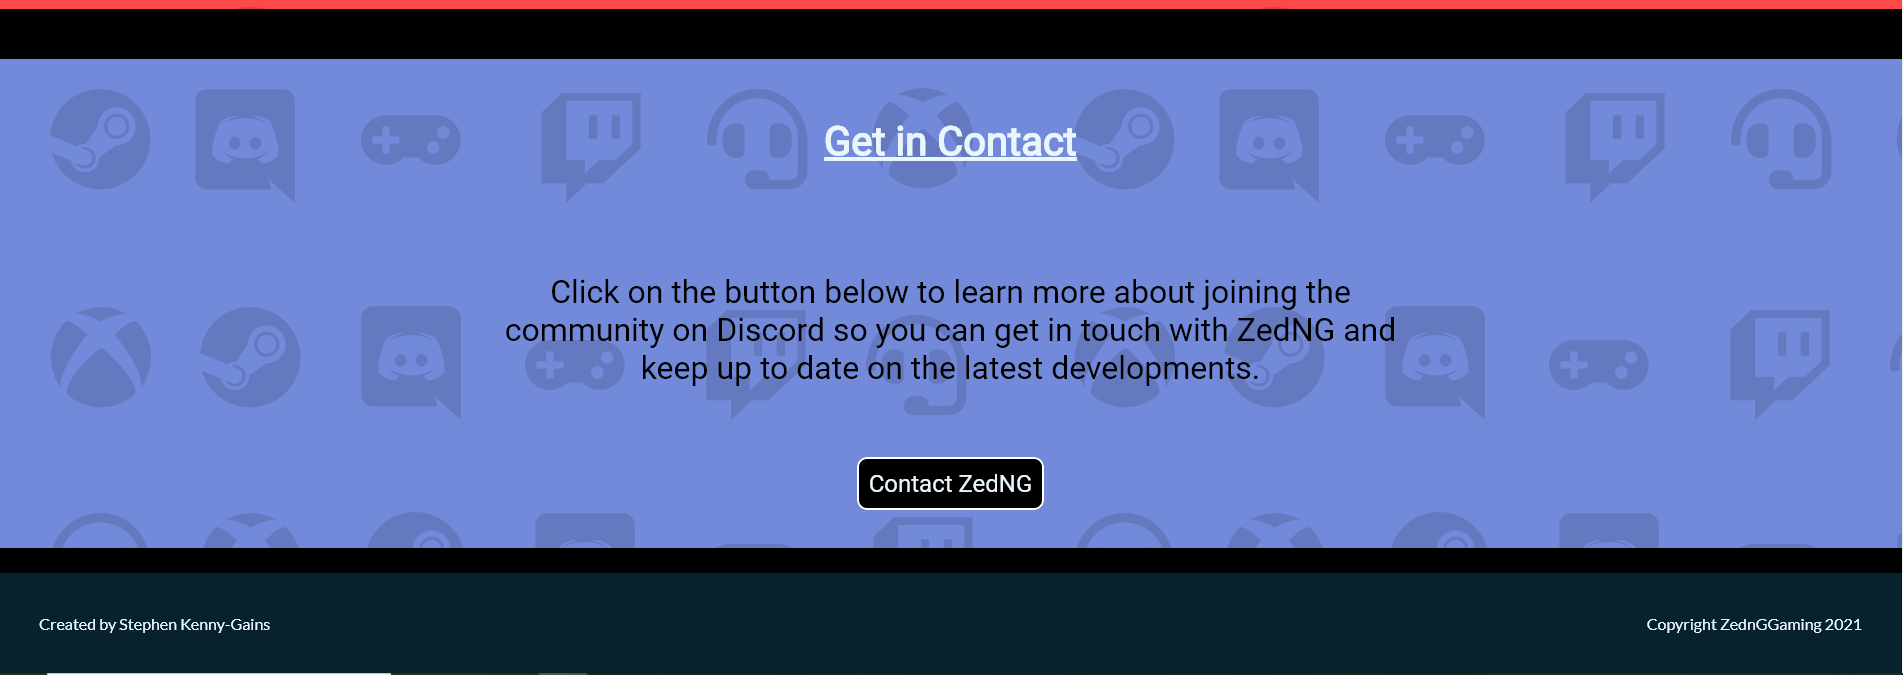 Get in Contact
Click on the button below to learn more about joining the
community on Discord so you can get in touch with ZedNG and
keep up to date on the latest developments.
Contact ZedNG
Created by Stephen Kenny-Gains
Copyright ZednGGaming 2021